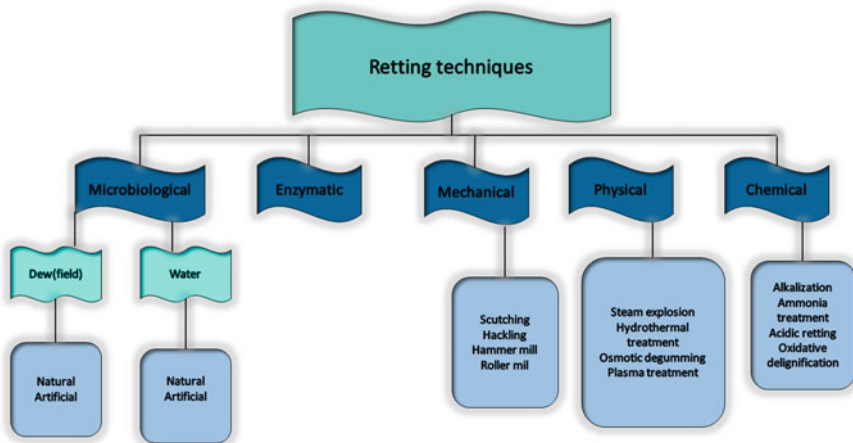 Retting techniques
Microbiological
Enzymatic
Mechanical
Physical
Chemical
Dew(field)
Water
Natural
Artificial
Natural
Artificial
Scutching
Hackling
Hammer mill
Roller mil
Steam explosion
Hydrothermal
treatment
Osmotic degumming
Plasma treatment
Alkalization
Ammonia
treatment
Acidic retting
Oxidative
delignification